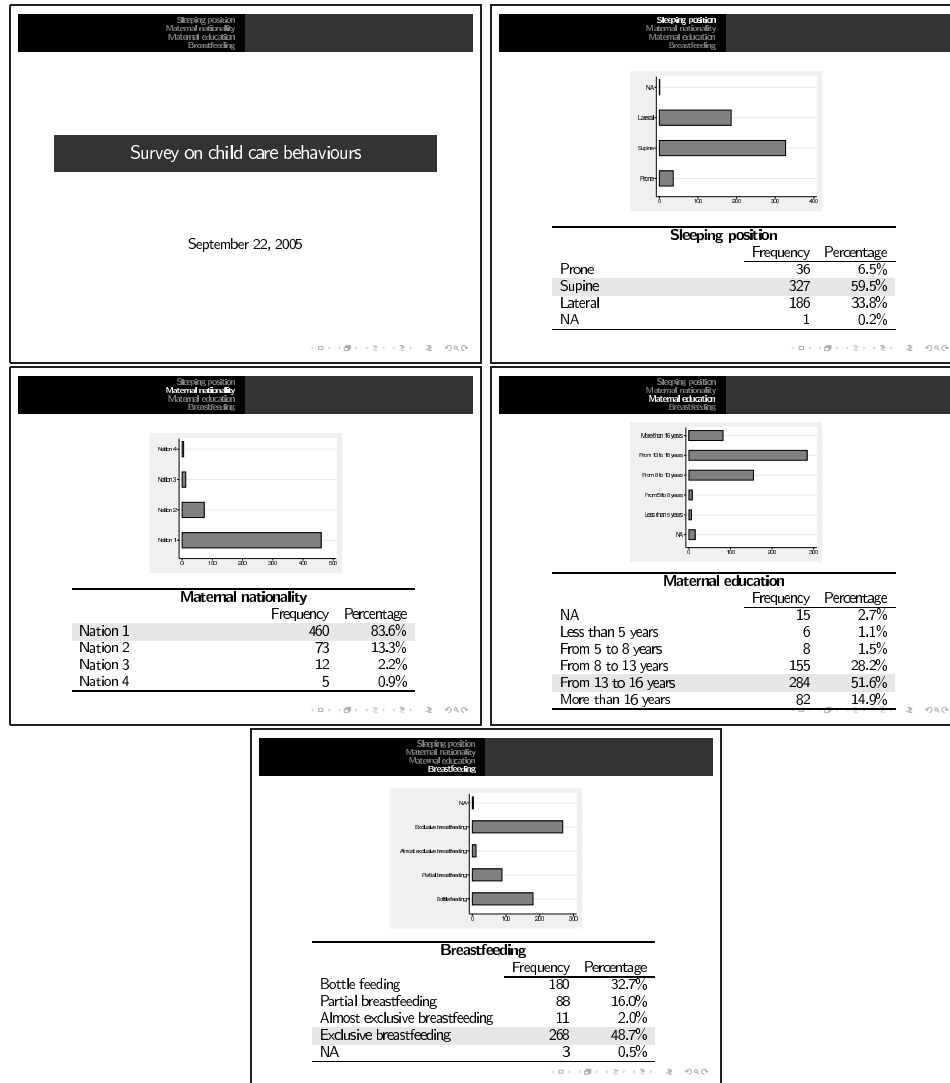 Sleeping position
Maternal nationality
Maternal education
Breastfeeding
Survey on child care behaviours
September 22, 2005
Sleeping position
Maternal nationality
Maternal education
Breastfeeding
NA
Lateral
Supine
Prone
0 100 200 300 400
Sleeping position
Frequency Percentage
Prone 36 6.5%
Supine 327 59.5%
Lateral 186 33.8%
NA 1 0.2%
Sleeping position
Maternal nationality
Maternal education
Breastfeeding
Nation 4
Nation 3
Nation 2
Nation 1
0 100 200 300 400 500
Maternal nationality
Frequency Percentage
Nation 1 460 83.6%
Nation 2 73 13.3%
Nation 3 12 2.2%
Nation 4 5 0.9%
Sleeping position
Maternal nationality
Maternal education
Breastfeeding
More than 16 years
From 13 to 16 years
From 8 to 13 years
From 5 to 8 years
Less than 5 years
NA
0 100 200 300
Maternal education
Frequency Percentage
NA 15 2.7%
Less than 5 years 6 1.1%
From 5 to 8 years 8 1.5%
From 8 to 13 years 155 28.2%
From 13 to 16 years 284 51.6%
More than 16 years 82 14.9%
Sleeping position
Maternal nationality
Maternal education
Breastfeeding
NA
Exclusive breastfeeding
Almost exclusive breastfeeding
Partial breastfeeding
Bottle feeding
0 100 200 300
Breastfeeding
Frequency Percentage
Bottle feeding 180 32.7%
Partial breastfeeding 88 16.0%
Almost exclusive breastfeeding 11 2.0%
Exclusive breastfeeding 268 48.7%
NA 3 0.5%